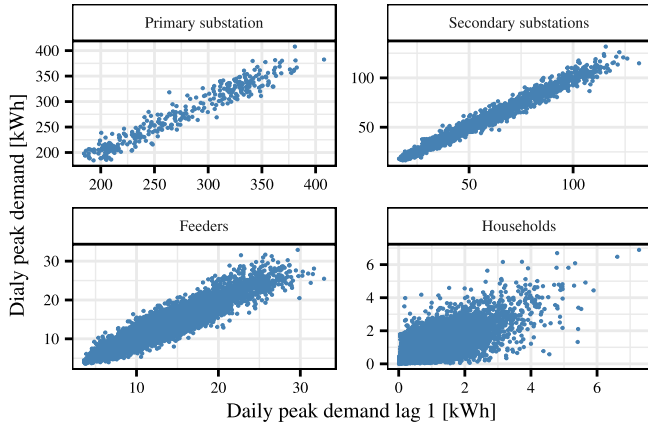 Primary substation
Secondary substations
400
350
300
250
200
200 250 300 350 400
100
50
50 100
Dialy peak demand [kWh]
Feeders
Households
30
20
10
10 20 30
6
4
2
0
0 2 4 6
Daily peak demand lag 1 [kWh]